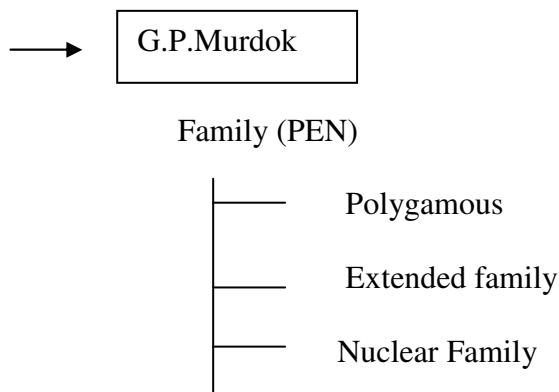 G.P.Murdok
Family (PEN)
Polygamous
Extended family
Nuclear Family